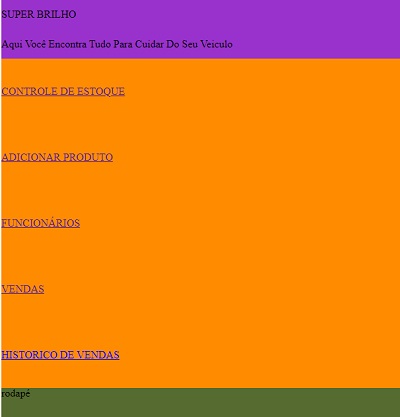 SUPER BRILHO
Aqui Você Encontra Tudo Para Cuidar Do Seu Veículo
CONTROLE DE ESTOQUE
ADICIONAR PRODUTO
FUNCIONÁRIOS
VENDAS
HISTORICO DE VENDAS
rodapé